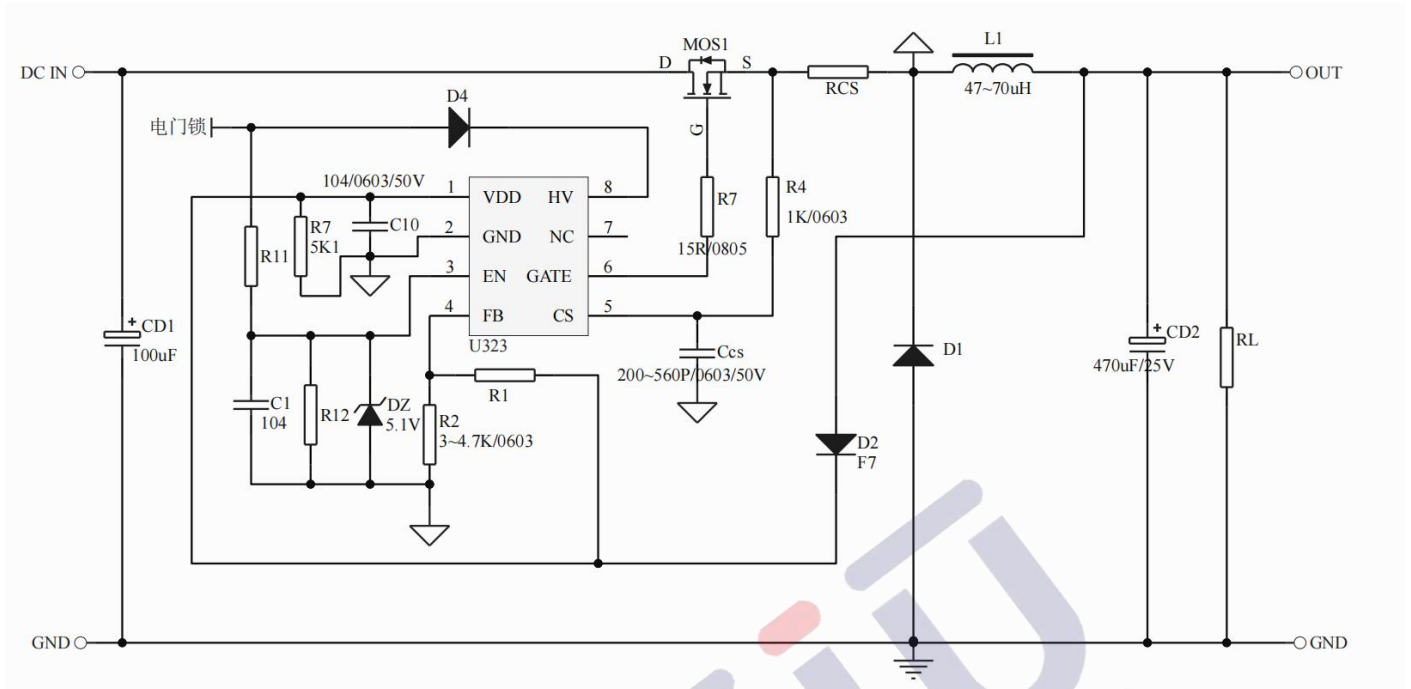 MOS1
L1
DC IN
D
S
RCS
OUT
47~70uH
D4
电门锁
G
104/0603/50V
1
VDD
HV
8
R7
R4
1K/0603
R7
5K1
C10
2
GND
NC
7
R11
15R/0805
3
EN
GATE
6
4
FB
CS
5
U323
CD1
100uF
+
Ccs
200~560P/0603/50V
D1
+
CD2
470uF/25V
RL
R1
C1
104
R12
DZ
5.1V
R2
3~4.7K/0603
D2
F7
GND
GND